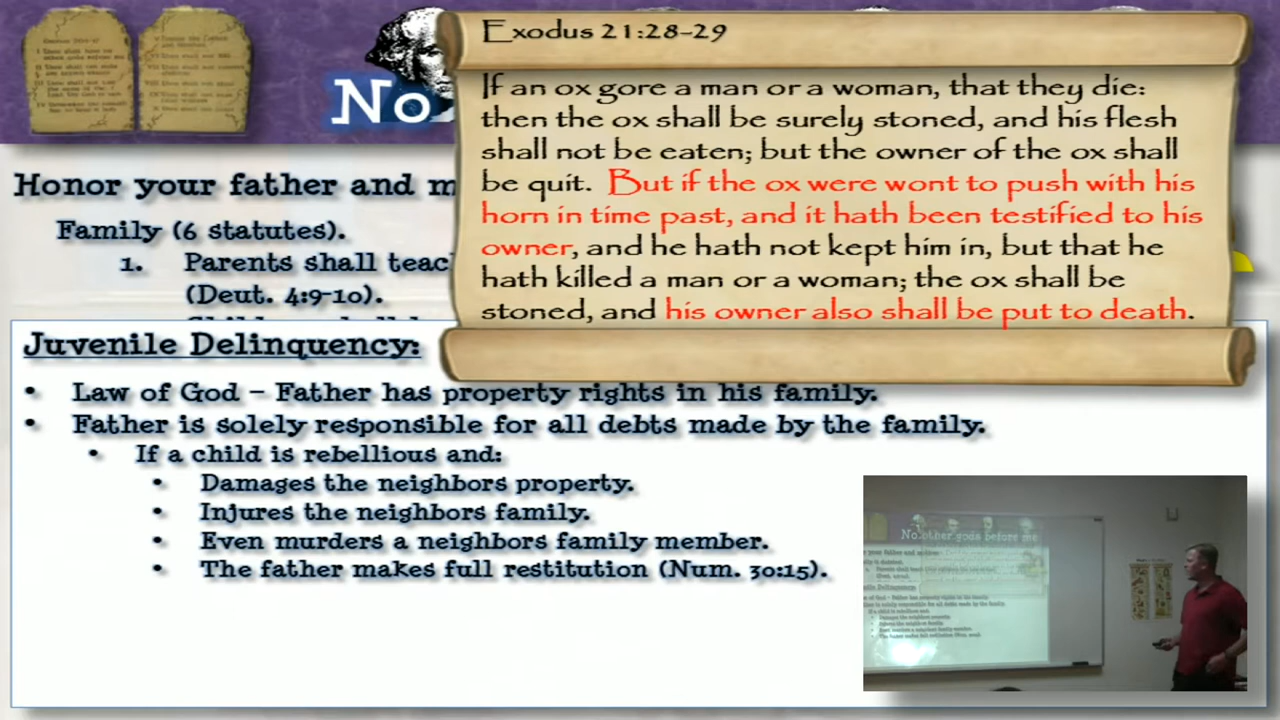 Exodus 21:28-29
If an ox gore a man or a woman, that they die:
then the ox shall be surely stoned, and his flesh
shall not be eaten; but the owner of the ox shall
be quit. But if the ox were wont to push with his
horn in time past, and it hath been testified to his
owner, and he hath not kept him in, but that he
hath killed a man or a woman; the ox shall be
stoned, and his owner also shall be put to death.
No
Honor your father and m
Family (6 statutes).
1. Parents shall teac
(Deut. 4:9-10).
Juvenile Delinquency:
• Law of God – Father has property rights in his family.
• Father is solely responsible for all debts made by the family.
• If a child is rebellious and:
• Damages the neighbors property.
• Injures the neighbors family.
• Even murders a neighbors family member.
• The father makes full restitution (Num. 30:15).
No other gods before me